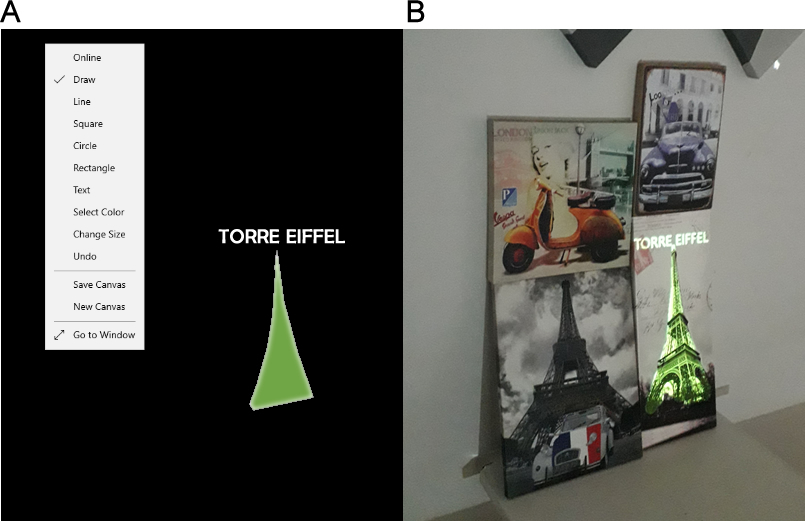 A
Online
Draw
Line
Square
Circle
Rectangle
Text
Select Color
Change Size
Undo
Save Canvas
New Canvas
Go to Window
TORRE EIFFEL
B
LONDON
P
Vespa
TORRE EIFFEL